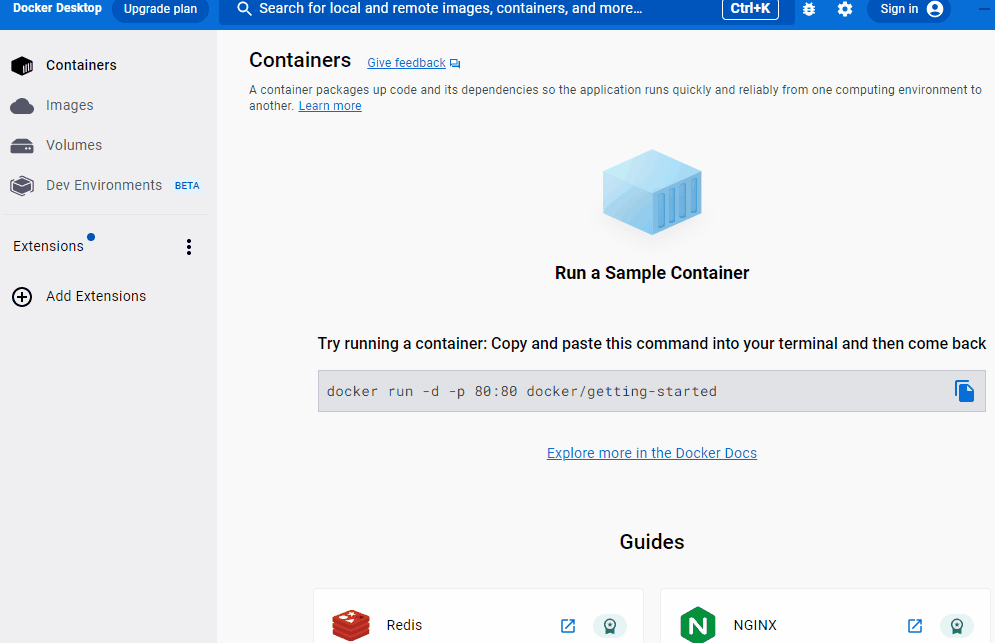 Docker Desktop Upgrade plan Search for local and remote images, containers, and more... Ctrl+K Sign in
Containers
Images
Volumes
Dev Environments BETA
Extensions
Add Extensions
Containers Give feedback
A container packages up code and its dependencies so the application runs quickly and reliably from one computing environment to
another. Learn more
Run a Sample Container
Try running a container: Copy and paste this command into your terminal and then come back
docker run -d -p 80:80 docker/getting-started
Explore more in the Docker Docs
Guides
Redis
N NGINX